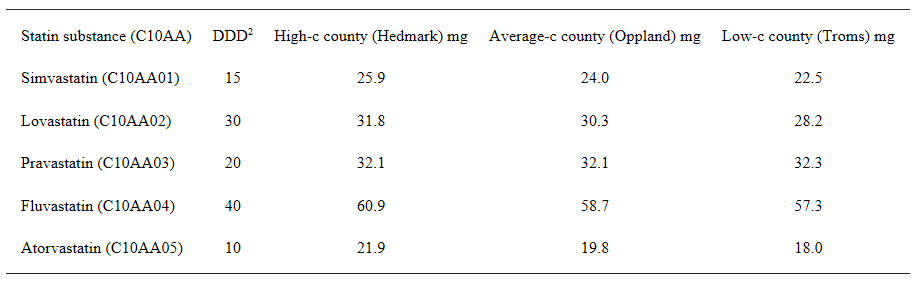 Statin substance (C10AA) DDD2 High-c county (Hedmark) mg Average-c county (Oppland) mg Low-c county (Troms) mg
Simvastatin (C10AA01) 15 25.9 24.0 22.5
Lovastatin (C10AA02) 30 31.8 30.3 28.2
Pravastatin (C10AA03) 20 32.1 32.1 32.3
Fluvastatin (C10AA04) 40 60.9 58.7 57.3
Atorvastatin (C10AA05) 10 21.9 19.8 18.0